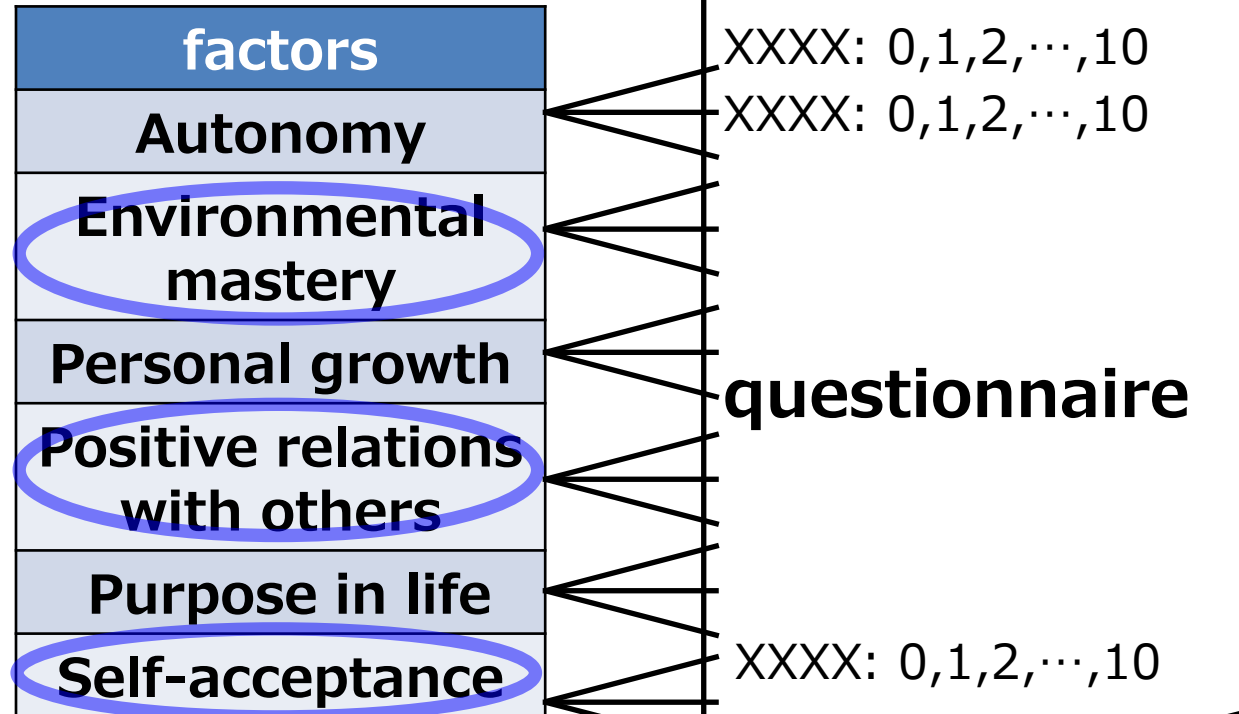 factors
Autonomy
Environmental
mastery
Personal growth
Positive relations
with others
Purpose in life
Self-acceptance
XXXX: 0,1,2,…,10
XXXX: 0,1,2,…,10
questionnaire
XXXX: 0,1,2,…,10